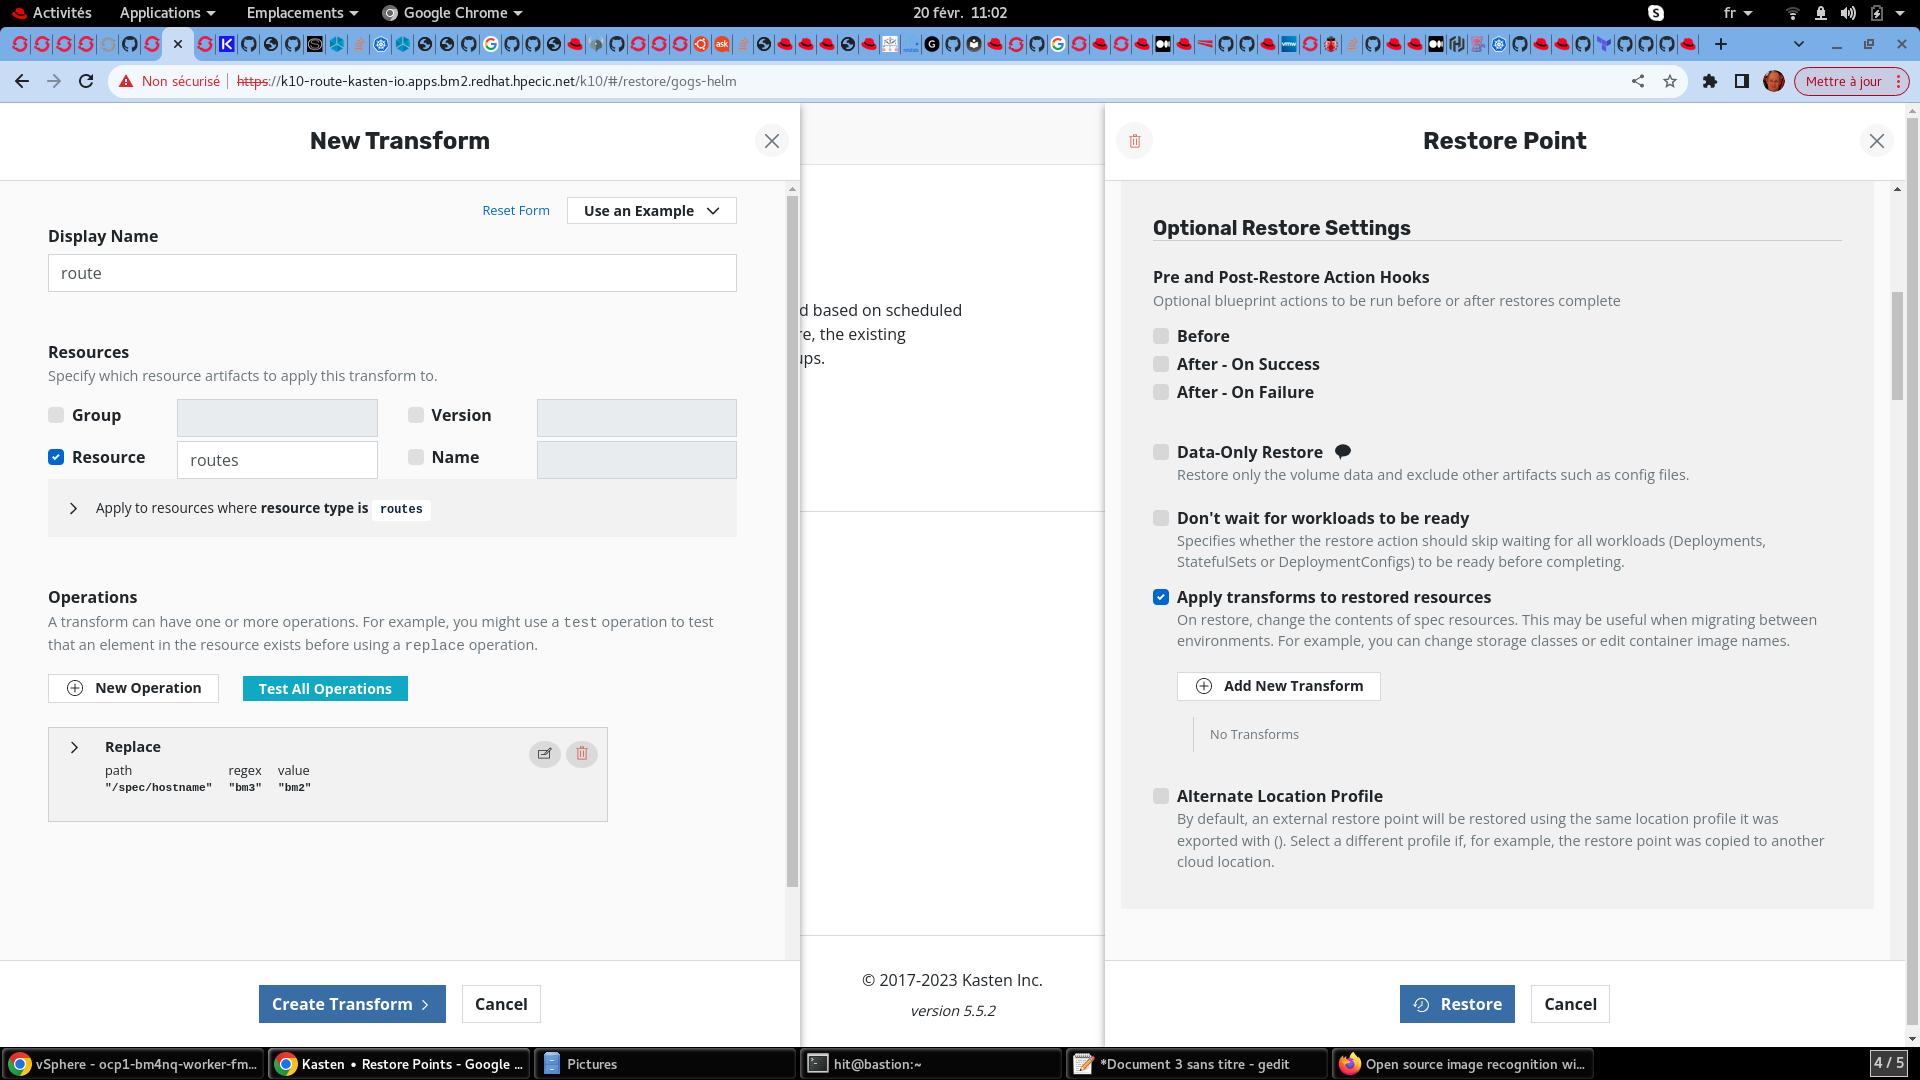 Activités
Applications
Emplacements
Google Chrome
20 févr. 11:02
fr
Non sécurisé
https://k10-route-kasten-io.apps.bm2.redhat.hpecic.net/k10/#/restore/gogs-helm
Mettre à jour
New Transform
Reset Form
Use an Example
Display Name
route
Resources
Specify which resource artifacts to apply this transform to.
Group
Version
Resource
routes
Name
Apply to resources where resource type is routes
Operations
A transform can have one or more operations. For example, you might use a test operation to test
that an element in the resource exists before using a replace operation.
New Operation
Test All Operations
Replace
path regex value
"/spec/hostname" "bm3" "bm2"
Create Transform
Cancel
d based on scheduled
re, the existing
ups.
© 2017-2023 Kasten Inc.
version 5.5.2
Restore Point
Optional Restore Settings
Pre and Post-Restore Action Hooks
Optional blueprint actions to be run before or after restores complete
Before
After - On Success
After - On Failure
Data-Only Restore
Restore only the volume data and exclude other artifacts such as config files.
Don't wait for workloads to be ready
Specifies whether the restore action should skip waiting for all workloads (Deployments,
StatefulSets or DeploymentConfigs) to be ready before completing.
Apply transforms to restored resources
On restore, change the contents of spec resources. This may be useful when migrating between
environments. For example, you can change storage classes or edit container image names.
Add New Transform
No Transforms
Alternate Location Profile
By default, an external restore point will be restored using the same location profile it was
exported with (). Select a different profile if, for example, the restore point was copied to another
cloud location.
Restore
Cancel
vSphere - ocp1-bm4nq-worker-fm...
Kasten • Restore Points - Google ...
Pictures
hit@bastion:~
*Document 3 sans titre - gedit
Open source image recognition wi...
4 / 5